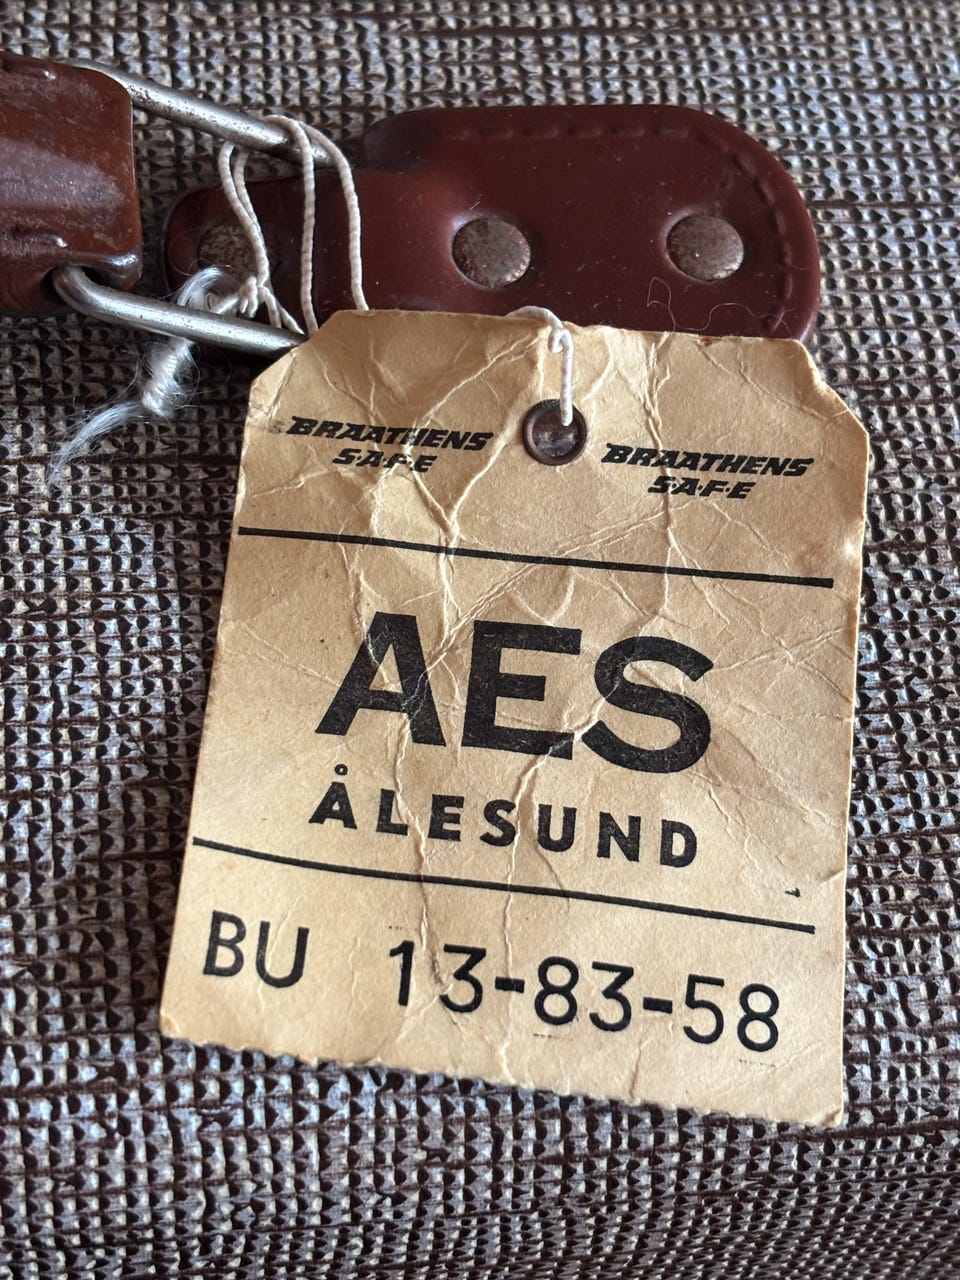 BRAATHENS
S·A·F·E
BRAATHENS
S·A·F·E
AES
ÅLESUND
BU 13-83-58